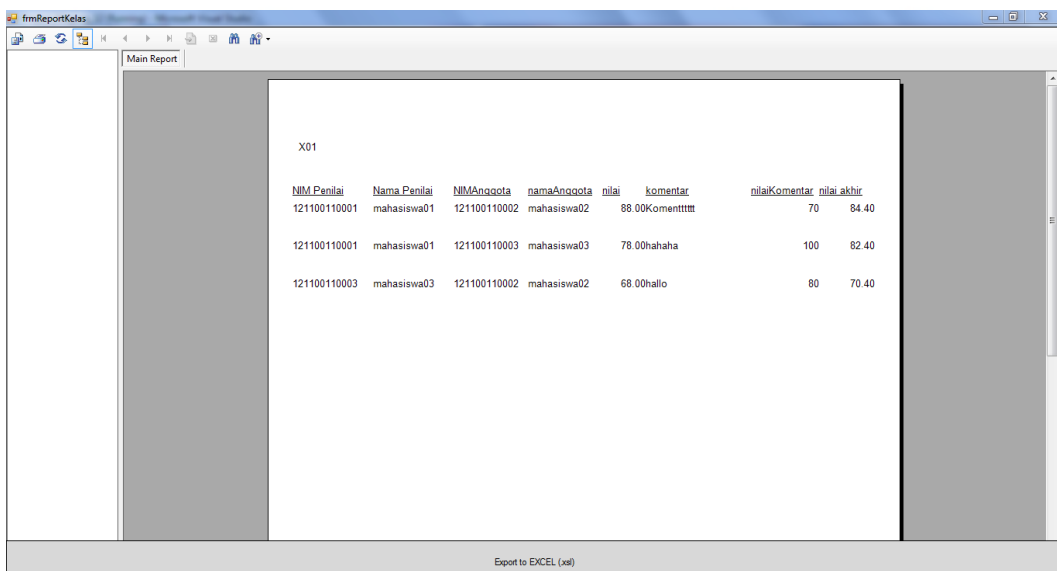 frmReportKelas
Main Report
X01
NIM Penilai Nama Penilai NIMAnggota namaAnggota nilai komentar nilaiKomentar nilai akhir
121100110001 mahasiswa01 121100110002 mahasiswa02 88.00Komentttttt 70 84.40
121100110001 mahasiswa01 121100110003 mahasiswa03 78.00hahaha 100 82.40
121100110003 mahasiswa03 121100110002 mahasiswa02 68.00hallo 80 70.40
Export to EXCEL (.xsl)